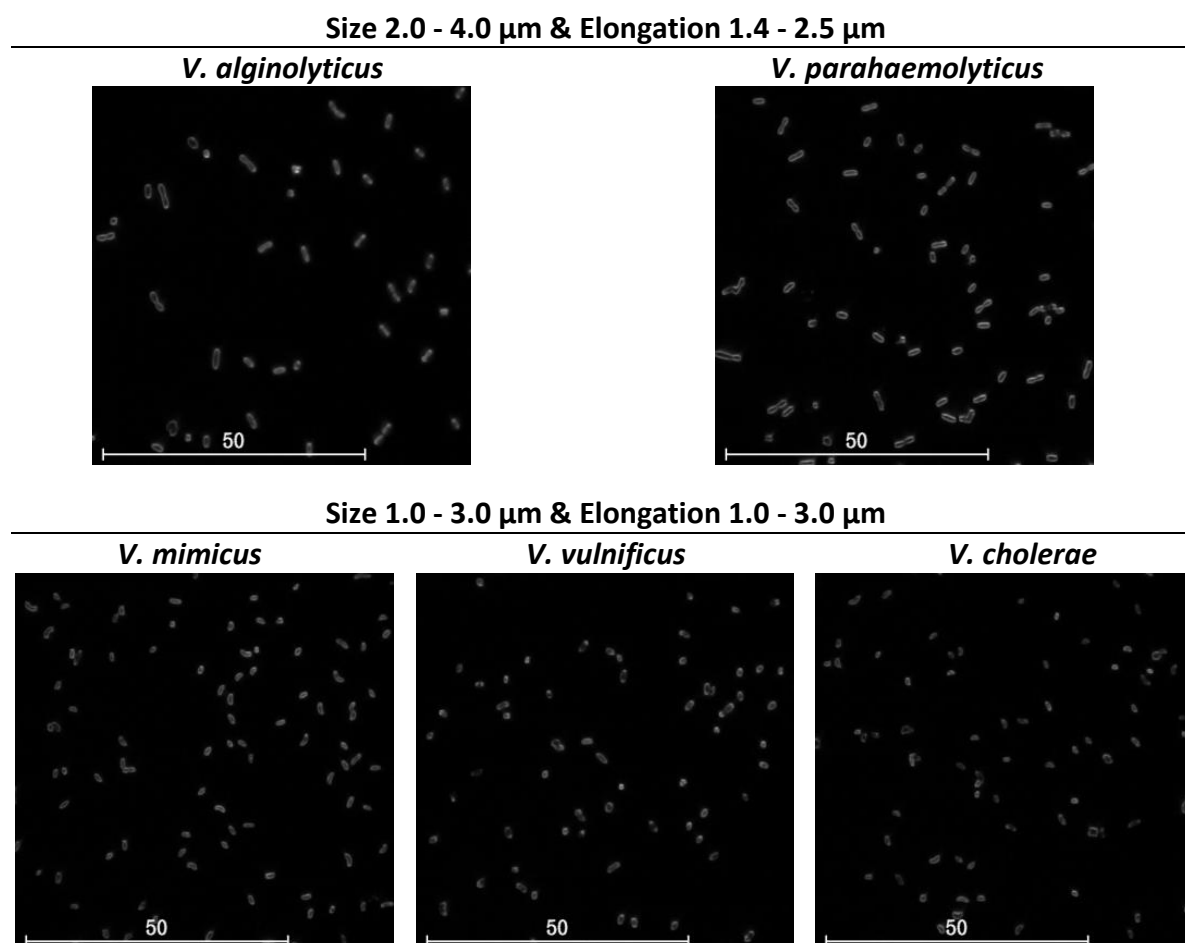 Size 2.0 - 4.0 µm & Elongation 1.4 - 2.5 µm
V. alginolyticus V. parahaemolyticus
50 50
Size 1.0 - 3.0 µm & Elongation 1.0 - 3.0 µm
V. mimicus V. vulnificus V. cholerae
50 50 50